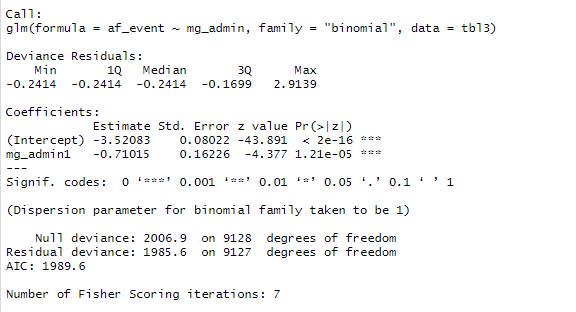 Call:
glm(formula = af_event ~ mg_admin, family = "binomial", data = tbl3)
Deviance Residuals:
Min 1Q Median 3Q Max
-0.2414 -0.2414 -0.2414 -0.1699 2.9139
Coefficients:
Estimate Std. Error z value Pr(>|z|)
(Intercept) -3.52083 0.08022 -43.891 < 2e-16 ***
mg_admin1 -0.71015 0.16226 -4.377 1.21e-05 ***
---
Signif. codes: 0 ‘***’ 0.001 ‘**’ 0.01 ‘*’ 0.05 ‘.’ 0.1 ‘ ’ 1
(Dispersion parameter for binomial family taken to be 1)
Null deviance: 2006.9 on 9128 degrees of freedom
Residual deviance: 1985.6 on 9127 degrees of freedom
AIC: 1989.6
Number of Fisher Scoring iterations: 7